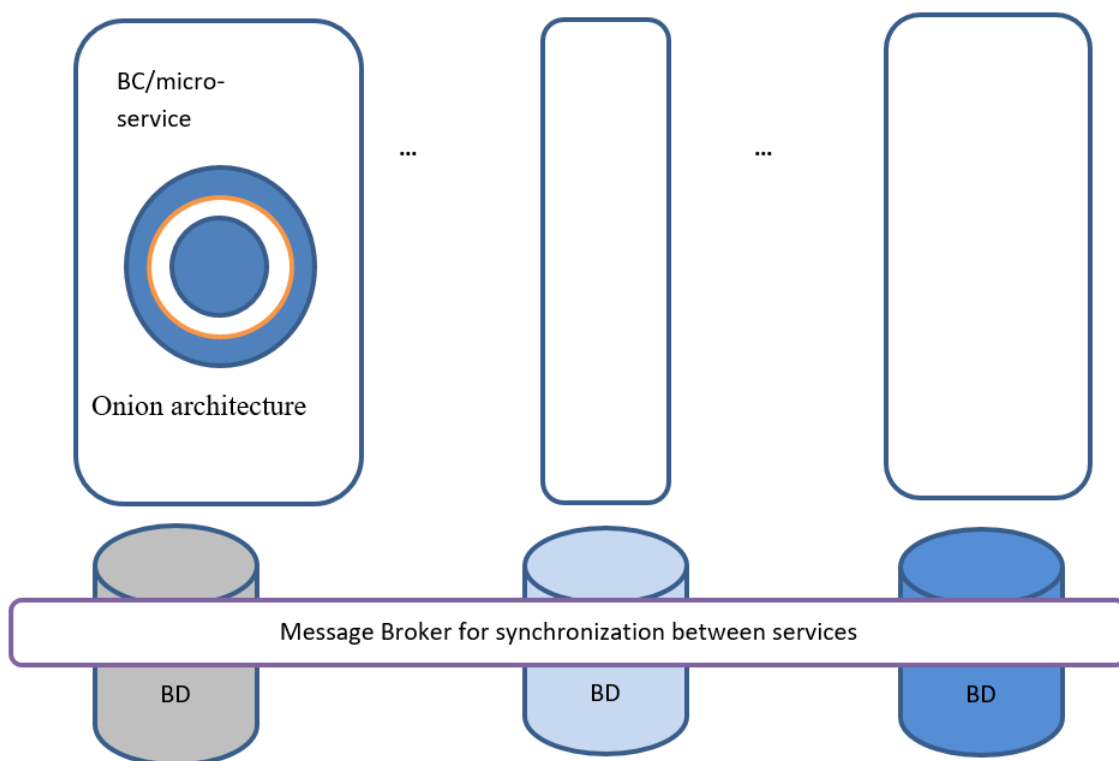 BC/micro-
service
...
...
Onion architecture
Message Broker for synchronization between services
BD
BD
BD